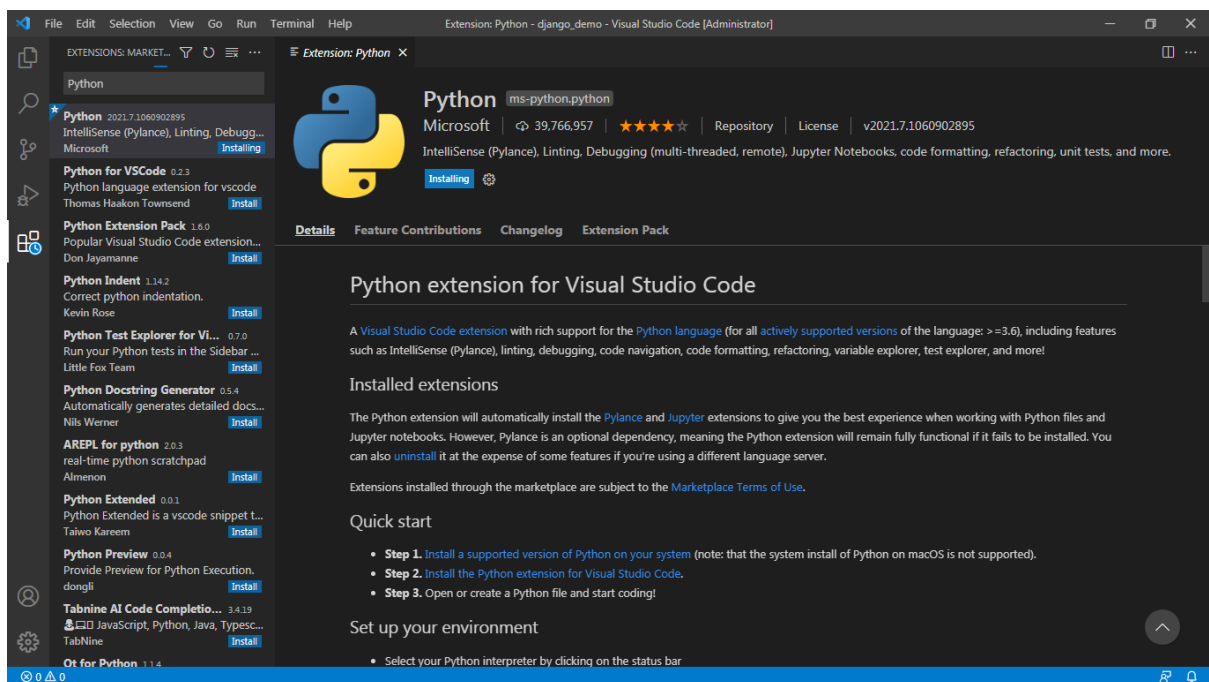 File Edit Selection View Go Run Terminal Help
Extension: Python - django_demo - Visual Studio Code [Administrator]
EXTENSIONS: MARKET...
Python
Python 2021.7.1060902895
IntelliSense (Pylance), Linting, Debugg...
Microsoft Installing
Python for VSCode 0.2.3
Python language extension for vscode
Thomas Haakon Townsend Install
Python Extension Pack 1.6.0
Popular Visual Studio Code extension...
Don Jayamanne Install
Python Indent 1.14.2
Correct python indentation.
Kevin Rose Install
Python Test Explorer for Vi... 0.7.0
Run your Python tests in the Sidebar ...
Little Fox Team Install
Python Docstring Generator 0.5.4
Automatically generates detailed docs...
Nils Werner Install
AREPL for python 2.0.3
real-time python scratchpad
Almenon Install
Python Extended 0.0.1
Python Extended is a vscode snippet t...
Taiwo Kareem Install
Python Preview 0.0.4
Provide Preview for Python Execution.
dongli Install
Tabnine AI Code Completio... 3.4.19
JavaScript, Python, Java, Typesc...
TabNine Install
Qt for Python 1.1.4
Extension: Python
Python ms-python.python
Microsoft 39,766,957 Repository License v2021.7.1060902895
IntelliSense (Pylance), Linting, Debugging (multi-threaded, remote), Jupyter Notebooks, code formatting, refactoring, unit tests, and more.
Installing
Details Feature Contributions Changelog Extension Pack
Python extension for Visual Studio Code
A Visual Studio Code extension with rich support for the Python language (for all actively supported versions of the language: >=3.6), including features
such as IntelliSense (Pylance), linting, debugging, code navigation, code formatting, refactoring, variable explorer, test explorer, and more!
Installed extensions
The Python extension will automatically install the Pylance and Jupyter extensions to give you the best experience when working with Python files and
Jupyter notebooks. However, Pylance is an optional dependency, meaning the Python extension will remain fully functional if it fails to be installed. You
can also uninstall it at the expense of some features if you're using a different language server.
Extensions installed through the marketplace are subject to the Marketplace Terms of Use.
Quick start
• Step 1. Install a supported version of Python on your system (note: that the system install of Python on macOS is not supported).
• Step 2. Install the Python extension for Visual Studio Code.
• Step 3. Open or create a Python file and start coding!
Set up your environment
• Select your Python interpreter by clicking on the status bar
0 0